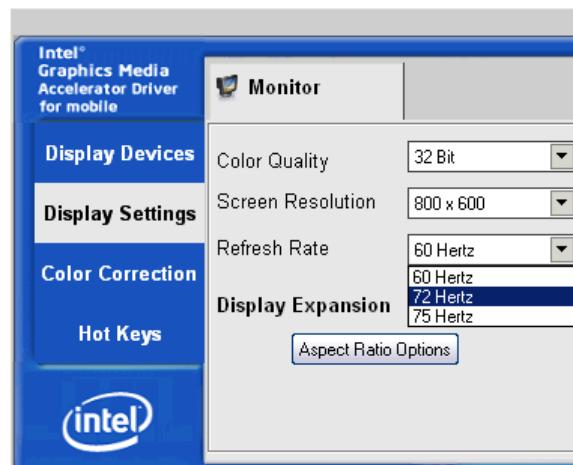 Intel®
Graphics Media
Accelerator Driver
for mobile
Monitor
Display Devices
Display Settings
Color Correction
Hot Keys
Color Quality
32 Bit
Screen Resolution
800 x 600
Refresh Rate
60 Hertz
60 Hertz
72 Hertz
75 Hertz
Display Expansion
Aspect Ratio Options
intel